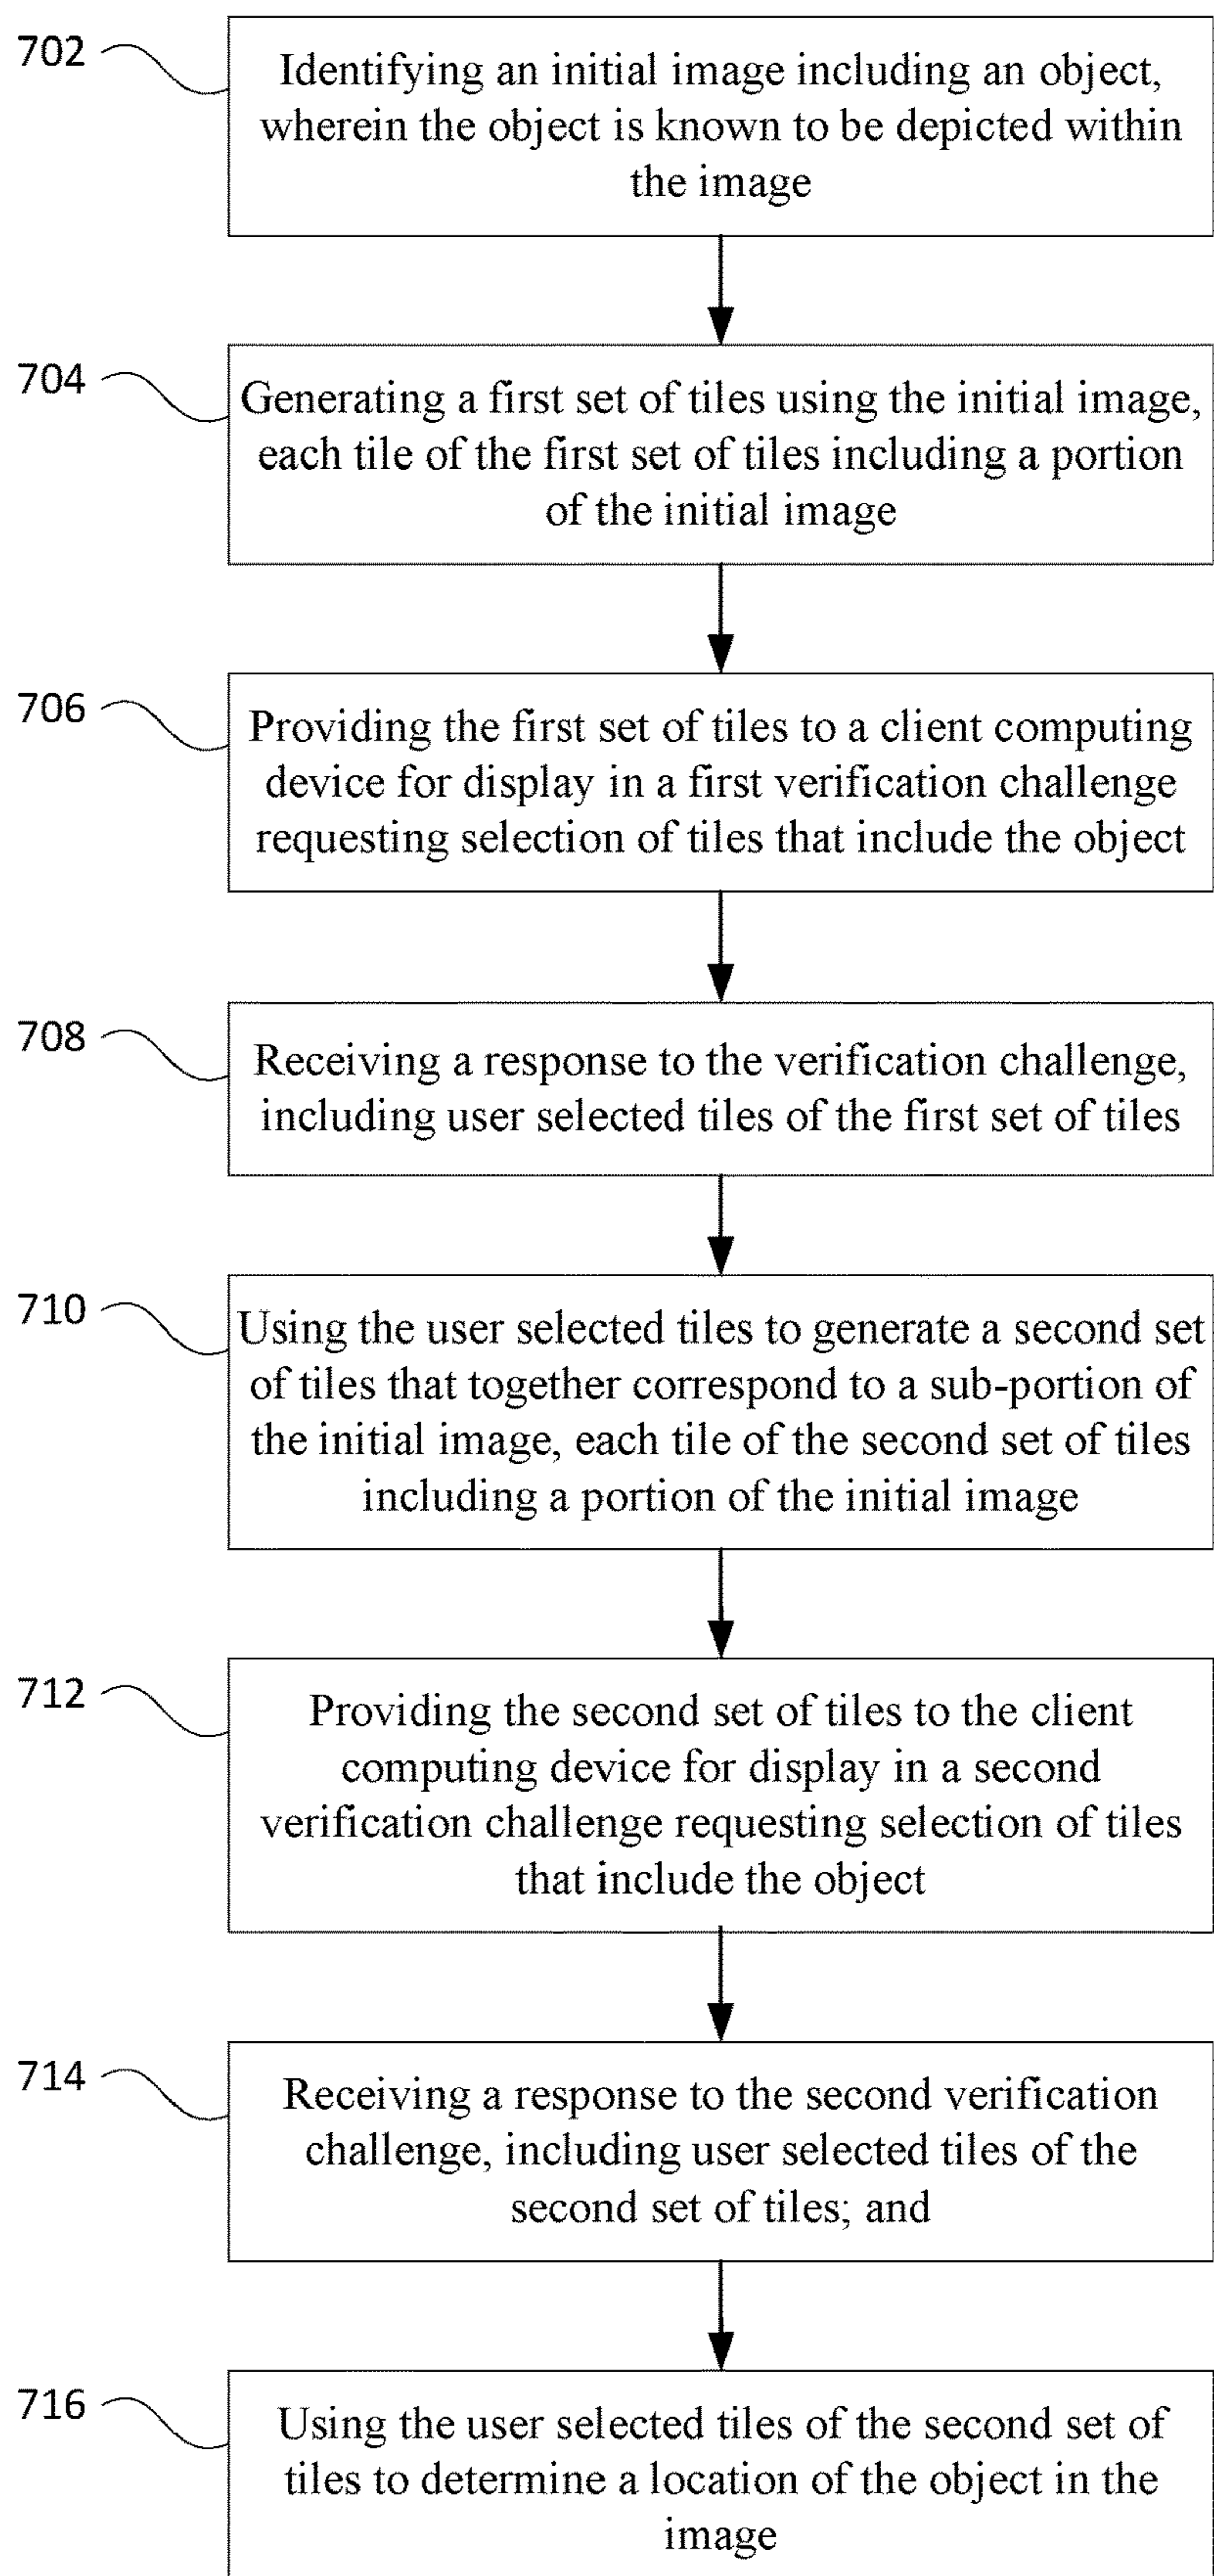 702
Identifying an initial image including an object,
wherein the object is known to be depicted within
the image
704
Generating a first set of tiles using the initial image,
each tile of the first set of tiles including a portion
of the initial image
706
Providing the first set of tiles to a client computing
device for display in a first verification challenge
requesting selection of tiles that include the object
708
Receiving a response to the verification challenge,
including user selected tiles of the first set of tiles
710
Using the user selected tiles to generate a second set
of tiles that together correspond to a sub-portion of
the initial image, each tile of the second set of tiles
including a portion of the initial image
712
Providing the second set of tiles to the client
computing device for display in a second
verification challenge requesting selection of tiles
that include the object
714
Receiving a response to the second verification
challenge, including user selected tiles of the
second set of tiles; and
716
Using the user selected tiles of the second set of
tiles to determine a location of the object in the
image